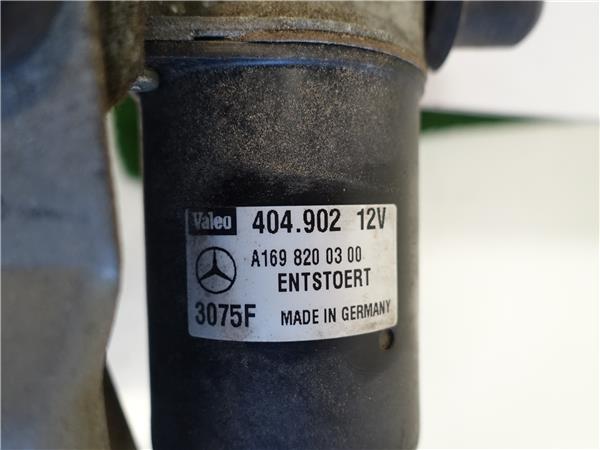 Valeo 404.902 12V
A169 820 03 00
ENTSTOERT
3075F MADE IN GERMANY